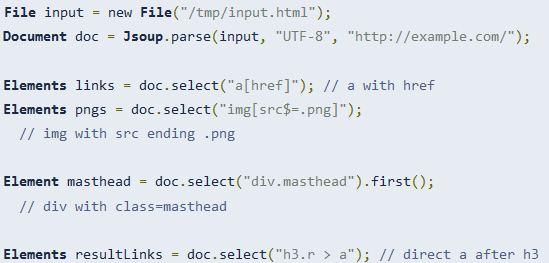 File input = new File("/tmp/input.html");
Document doc = Jsoup.parse(input, "UTF-8", "http://example.com/");
Elements links = doc.select("a[href]"); // a with href
Elements pngs = doc.select("img[src$=.png]");
// img with src ending .png
Element masthead = doc.select("div.masthead").first();
// div with class=masthead
Elements resultLinks = doc.select("h3.r > a"); // direct a after h3